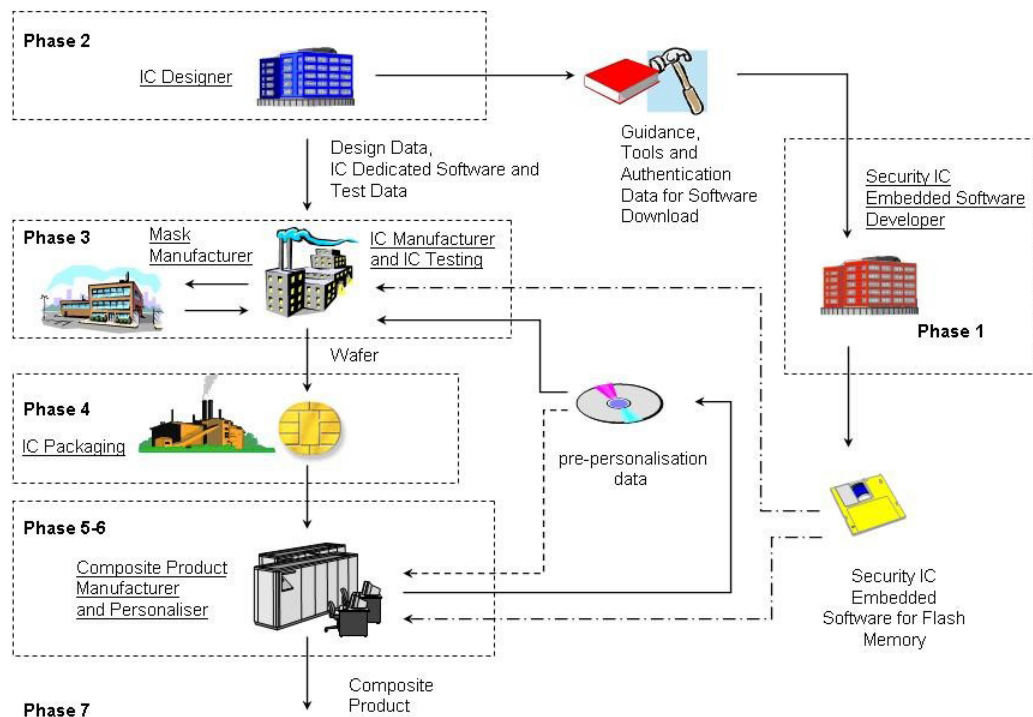 Phase 2
IC Designer
Guidance,
Tools and
Authentication
Data for Software
Download
Design Data,
IC Dedicated Software and
Test Data
Security IC
Embedded Software
Developer
Phase 1
Phase 3
Mask
Manufacturer
IC Manufacturer
and IC Testing
Wafer
Phase 4
IC Packaging
pre-personalisation
data
Phase 5-6
Composite Product
Manufacturer
and Personaliser
Security IC
Embedded
Software for Flash
Memory
Composite
Product
Phase 7